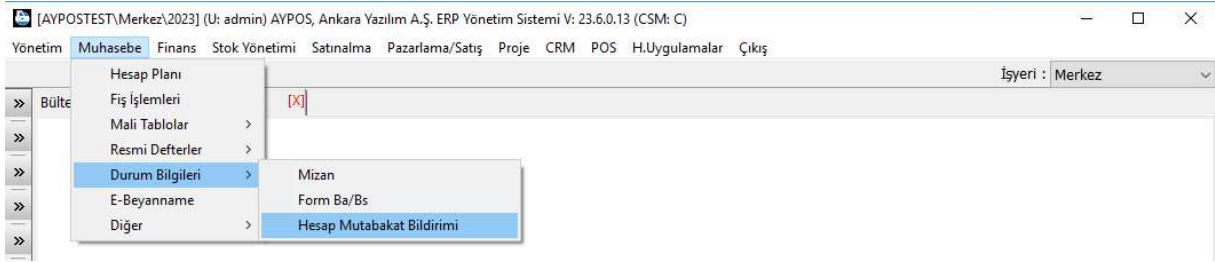 [AYPOSTEST\Merkez\2023] (U: admin) AYPOS, Ankara Yazılım A.Ş. ERP Yönetim Sistemi V: 23.6.0.13 (CSM: C)
Yönetim Muhasebe Finans Stok Yönetimi Satınalma Pazarlama/Satış Proje CRM POS H.Uygulamalar Çıkış
İşyeri : Merkez
Bülte [X]
Hesap Planı
Fiş İşlemleri
Mali Tablolar >
Resmi Defterler >
Durum Bilgileri >
E-Beyanname
Diğer >
Mizan
Form Ba/Bs
Hesap Mutabakat Bildirimi